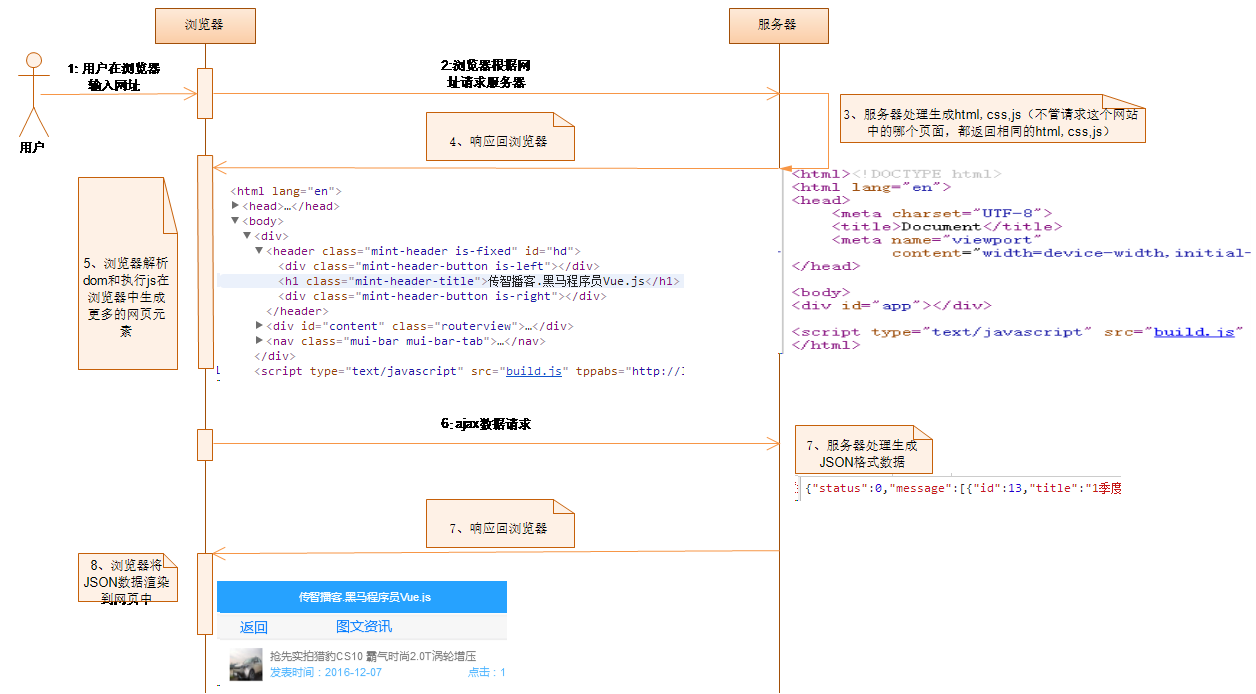 浏览器
服务器
1: 用户在浏览器
输入网址
用户
2:浏览器根据网
址请求服务器
3、服务器处理生成html, css,js（不管请求这个网站
中的哪个页面，都返回相同的html, css,js）
4、响应回浏览器
<html><!DOCTYPE html>
<html lang="en">
<head>
<meta charset="UTF-8">
<title>Document</title>
<meta name="viewport"
content="width=device-width,initial-
</head>
<body>
<div id="app"></div>
<script type="text/javascript" src="build.js"
</html>
<html lang="en">
<head>…</head>
<body>
<div>
<header class="mint-header is-fixed" id="hd">
<div class="mint-header-button is-left"></div>
<h1 class="mint-header-title">传智播客.黑马程序员Vue.js</h1>
<div class="mint-header-button is-right"></div>
</header>
<div id="content" class="routerview">…</div>
<nav class="mui-bar mui-bar-tab">…</nav>
</div>
<script type="text/javascript" src="build.js" tppabs="http://
5、浏览器解析
dom和执行js在
浏览器中生成
更多的网页元
素
6: ajax数据请求
7、服务器处理生成
JSON格式数据
{"status":0,"message":[{"id":13,"title":"1季度
7、响应回浏览器
8、浏览器将
JSON数据渲染
到网页中
传智播客.黑马程序员Vue.js
返回 图文资讯
抢先实拍猎豹CS10 霸气时尚2.0T涡轮增压
发表时间：2016-12-07 点击：1